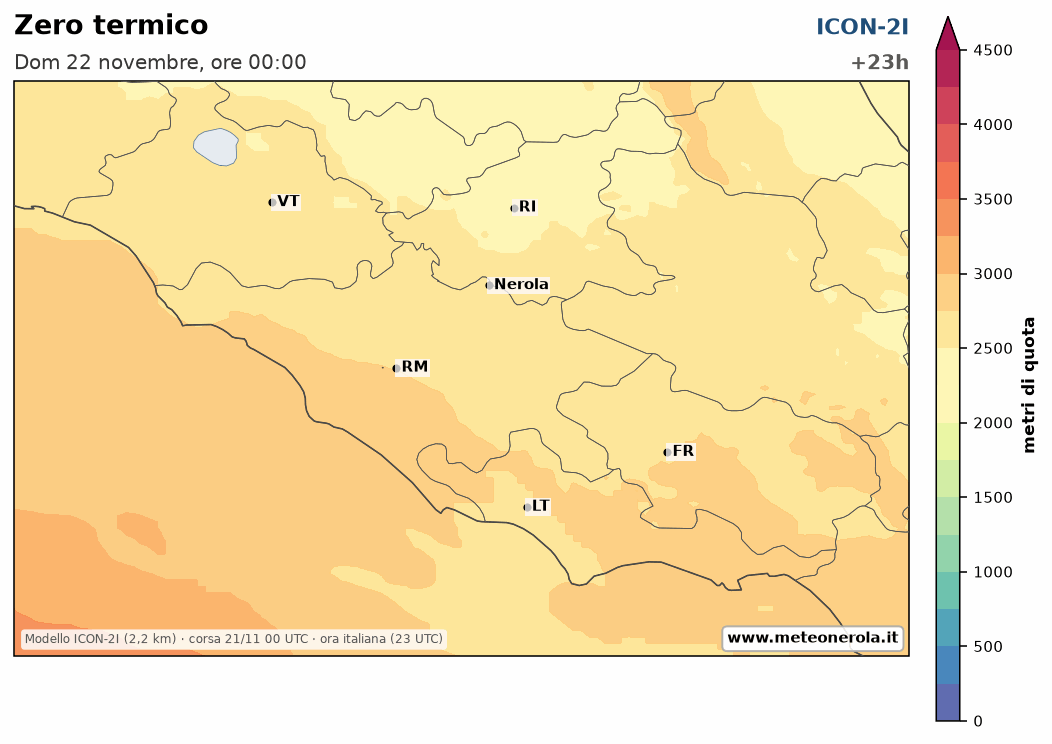 Zero termico
ICON-2I
Dom 22 novembre, ore 00:00
+23h
VT
RI
Nerola
RM
FR
LT
Modello ICON-2I (2,2 km) · corsa 21/11 00 UTC · ora italiana (23 UTC)
www.meteonerola.it
4500
4000
3500
3000
2500
2000
1500
1000
500
0
metri di quota